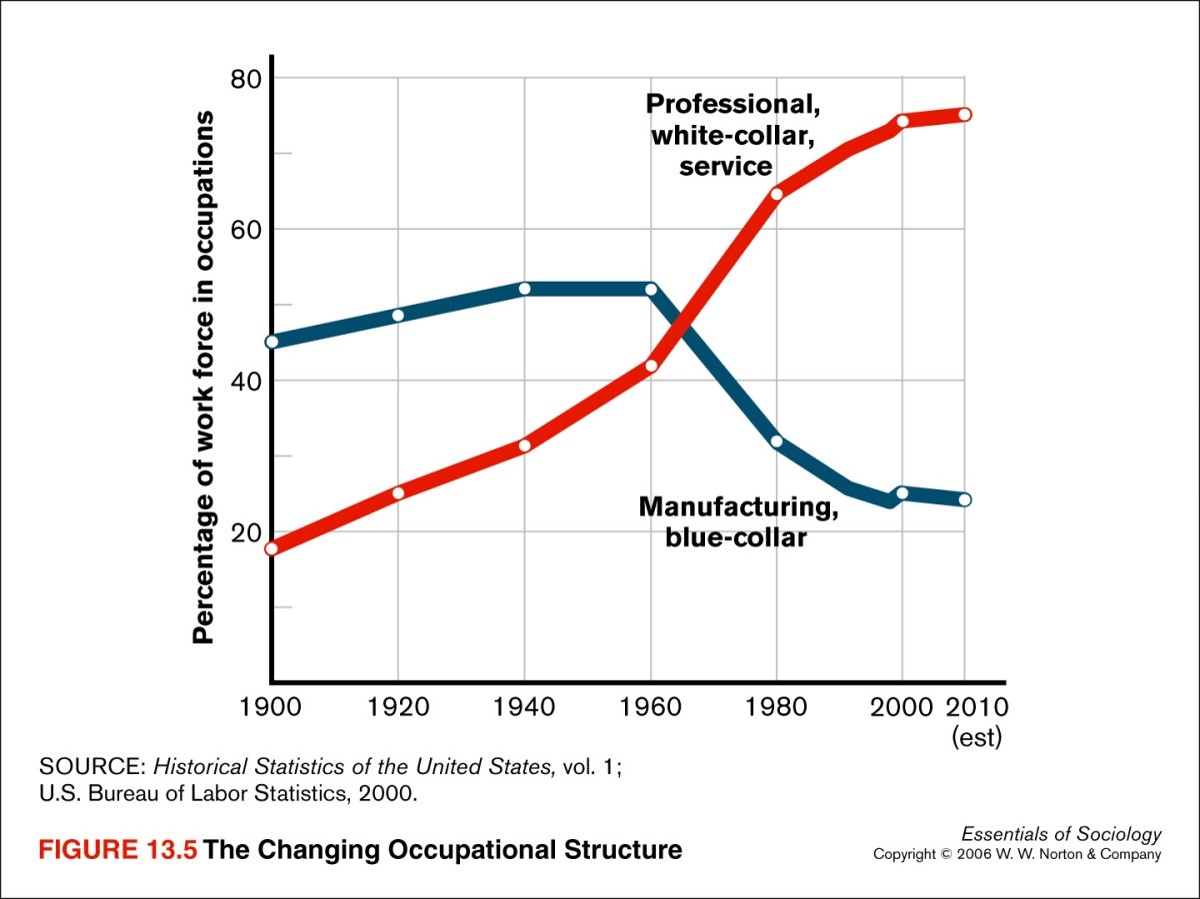 Percentage of work force in occupations
80
60
40
20
Professional,
white-collar,
service
Manufacturing,
blue-collar
1900 1920 1940 1960 1980 2000 2010
(est)
SOURCE: Historical Statistics of the United States, vol. 1;
U.S. Bureau of Labor Statistics, 2000.
FIGURE 13.5 The Changing Occupational Structure
Essentials of Sociology
Copyright © 2006 W. W. Norton & Company